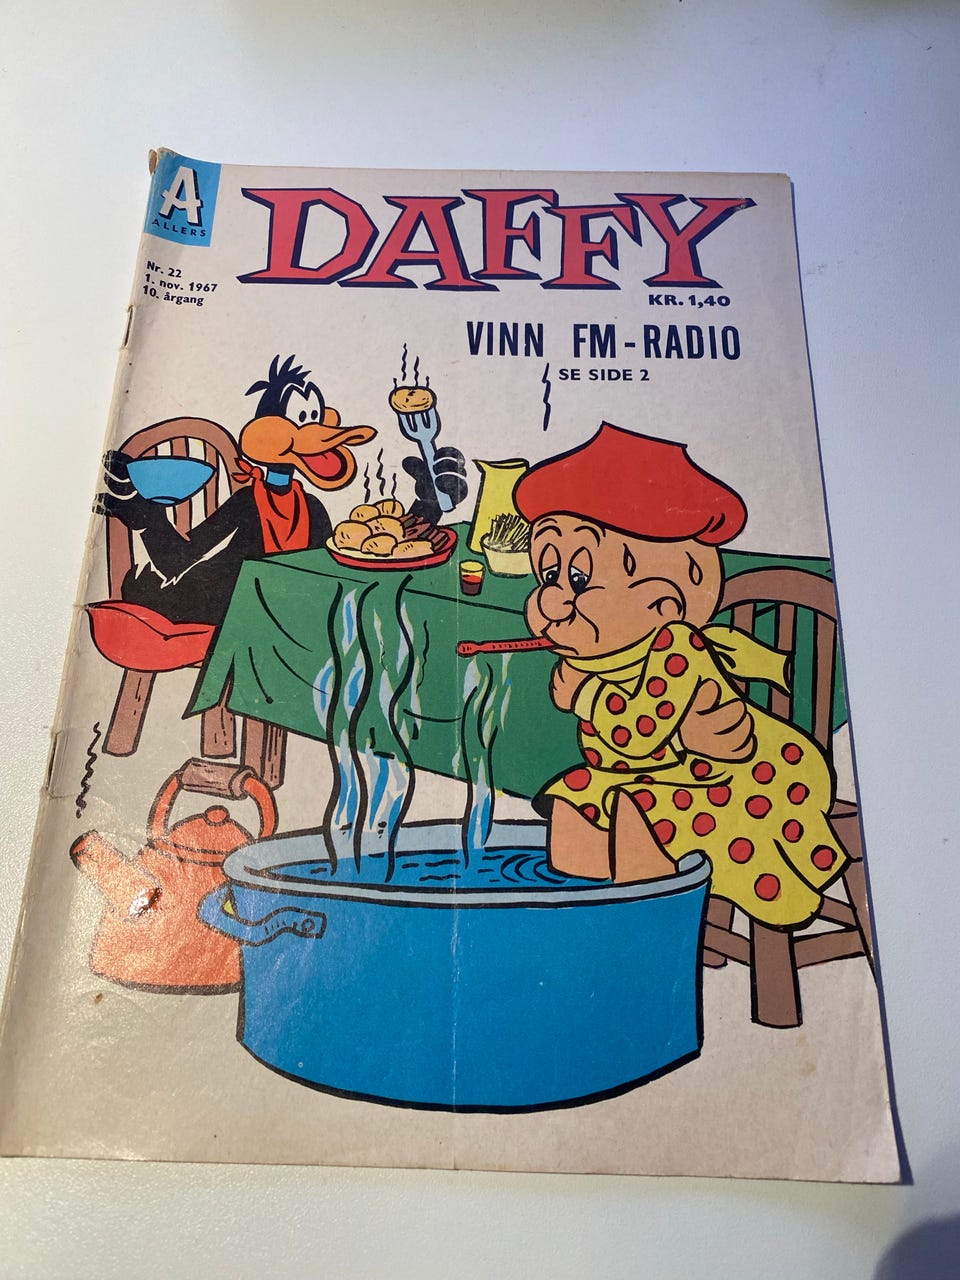 A
ALLERS
DAFFY
Nr. 22
1. nov. 1967
10. årgang
KR. 1,40
VINN FM-RADIO
SE SIDE 2